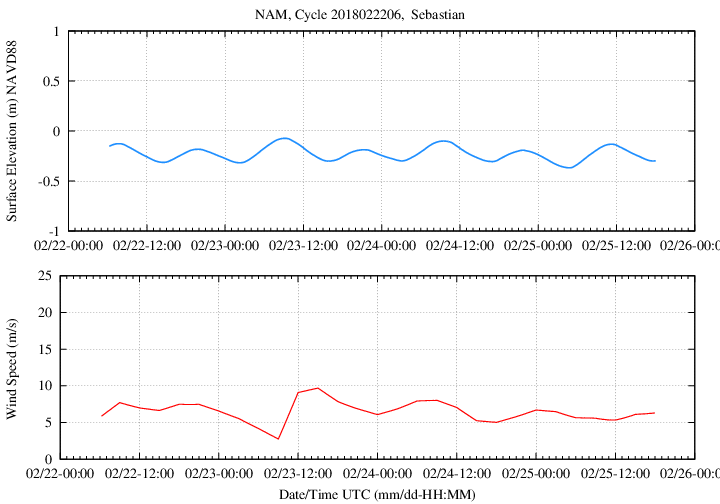 NAM, Cycle 2018022206,  Sebastian
Surface Elevation (m) NAVD88
1
0.5
0
-0.5
-1
02/22-00:00 02/22-12:00 02/23-00:00 02/23-12:00 02/24-00:00 02/24-12:00 02/25-00:00 02/25-12:00 02/26-00:00
Wind Speed (m/s)
25
20
15
10
5
0
02/22-00:00 02/22-12:00 02/23-00:00 02/23-12:00 02/24-00:00 02/24-12:00 02/25-00:00 02/25-12:00 02/26-00:00
Date/Time UTC (mm/dd-HH:MM)